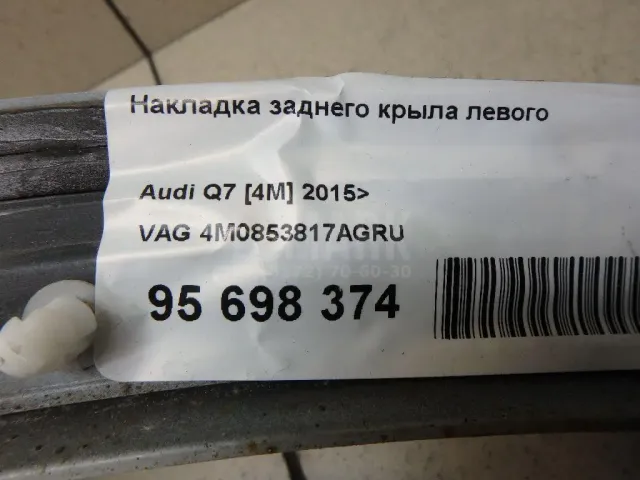 Накладка заднего крыла левого
Audi Q7 [4M] 2015>
VAG 4M0853817AGRU
95 698 374